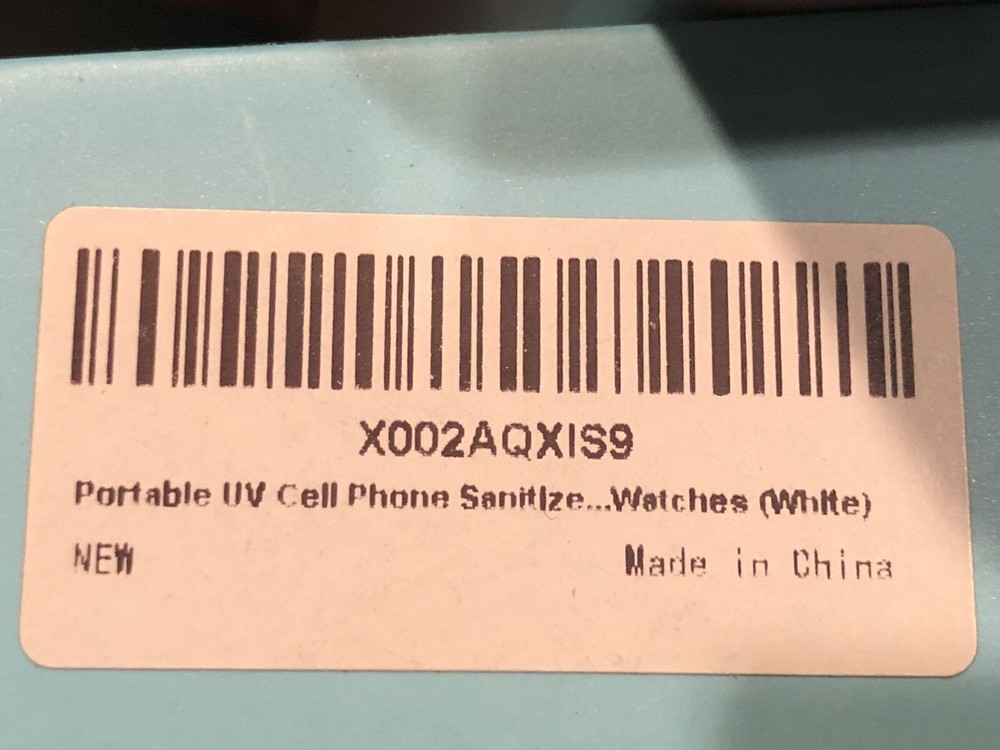 X002AQXIS9
Portable UV Cell Phone Sanitize...Watches (White)
NEW Made in China